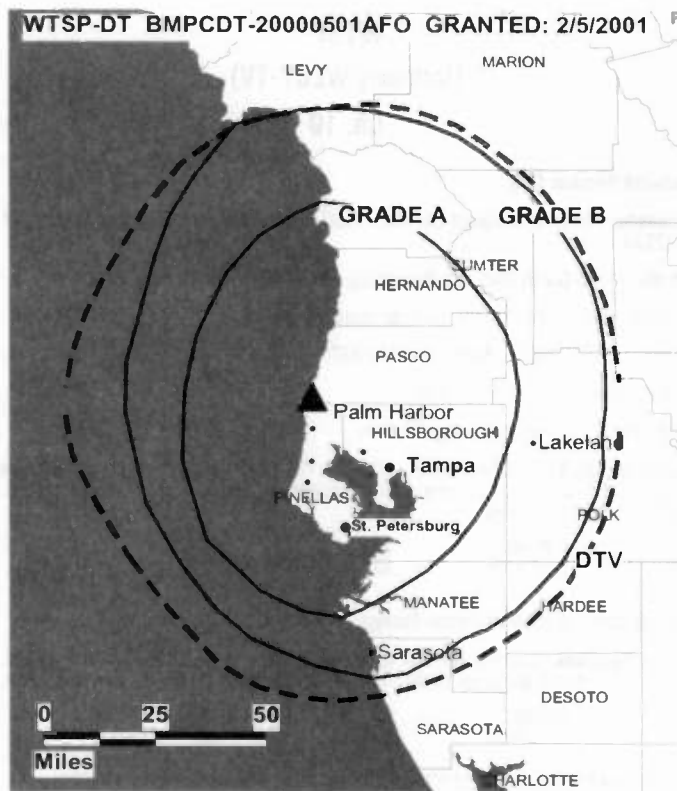 WTSP-DT BMPCDT-20000501AFO GRANTED: 2/5/2001
LEVY
MARION
GRADE A
GRADE B
SUMTER
HERNANDO
PASCO
Palm Harbor
HILLSBOROUGH
Lakeland
Tampa
PINELLAS
St. Petersburg
POLK
DTV
MANATEE
HARDEE
Sarasota
DESOTO
0 25 50
Miles
SARASOTA
CHARLOTTE